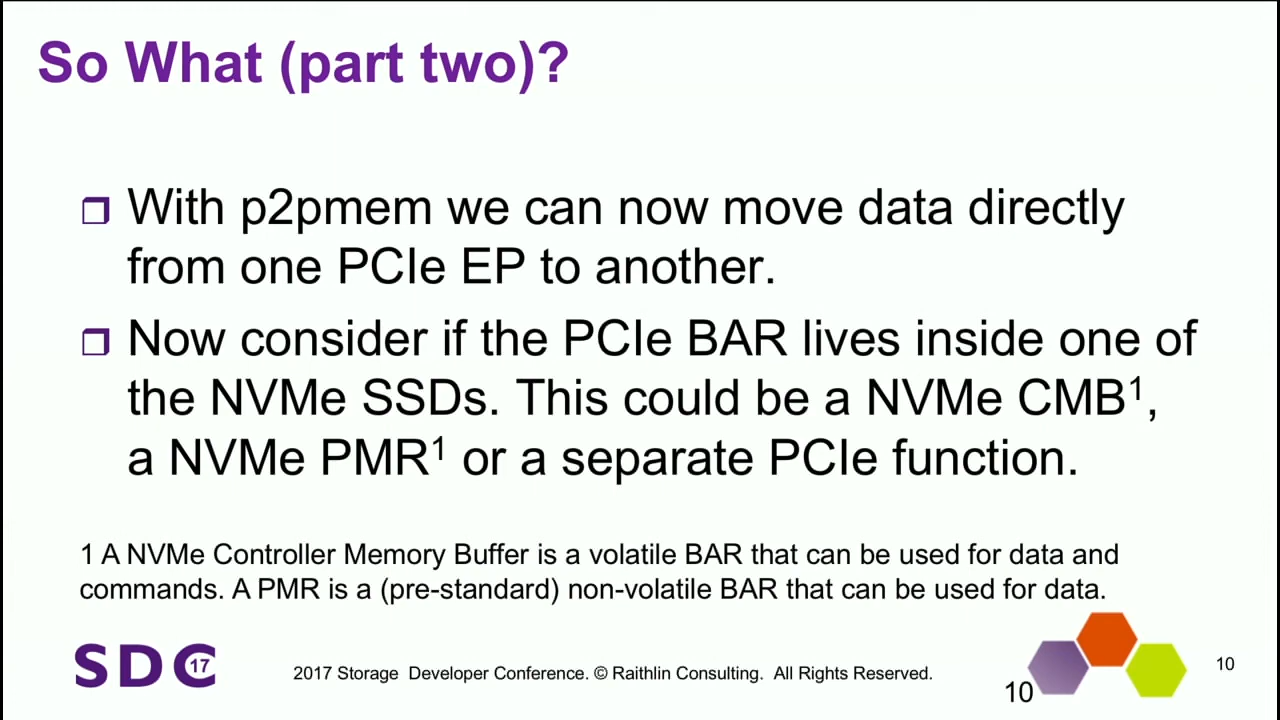 So What (part two)?
With p2pmem we can now move data directly
from one PCIe EP to another.
Now consider if the PCIe BAR lives inside one of
the NVMe SSDs. This could be a NVMe CMB¹,
a NVMe PMR¹ or a separate PCIe function.
1 A NVMe Controller Memory Buffer is a volatile BAR that can be used for data and
commands. A PMR is a (pre-standard) non-volatile BAR that can be used for data.
SDC 17
2017 Storage Developer Conference. © Raithlin Consulting. All Rights Reserved.
10
10